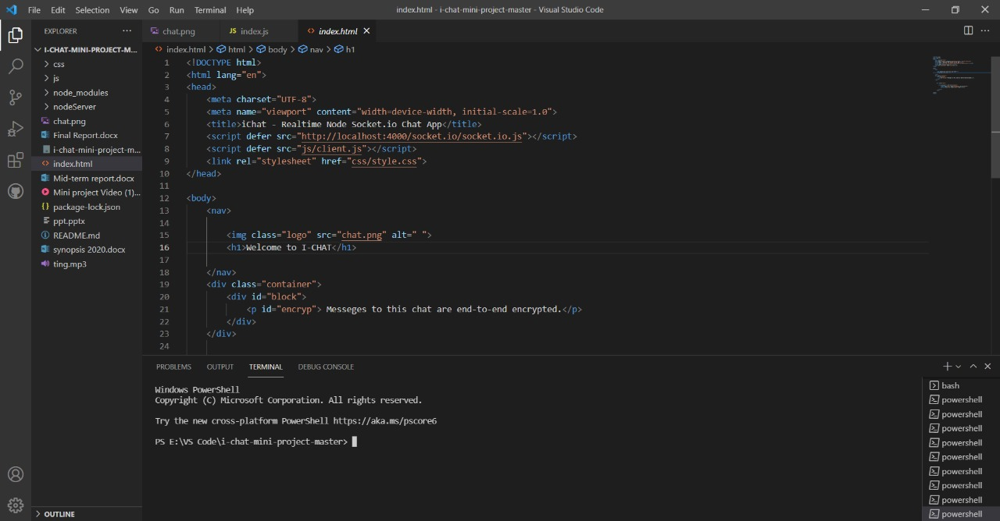 File Edit Selection View Go Run Terminal Help
index.html - i-chat-mini-project-master - Visual Studio Code
EXPLORER
I-CHAT-MINI-PROJECT-M...
css
js
node_modules
nodeServer
chat.png
Final Report.docx
i-chat-mini-project-m...
index.html
Mid-term report.docx
Mini project Video (1)...
package-lock.json
ppt.pptx
README.md
synopsis 2020.docx
ting.mp3
OUTLINE
chat.png
JS index.js
index.html
index.html > html > body > nav > h1
1 <!DOCTYPE html>
2 <html lang="en">
3 <head>
4 <meta charset="UTF-8">
5 <meta name="viewport" content="width=device-width, initial-scale=1.0">
6 <title>iChat - Realtime Node Socket.io Chat App</title>
7 <script defer src="http://localhost:4000/socket.io/socket.io.js"></script>
8 <script defer src="js/client.js"></script>
9 <link rel="stylesheet" href="css/style.css">
10 </head>
11
12 <body>
13 <nav>
14
15 <img class="logo" src="chat.png" alt=" ">
16 <h1>Welcome to I-CHAT</h1>
17
18 </nav>
19 <div class="container">
20 <div id="block">
21 <p id="encryp"> Messeges to this chat are end-to-end encrypted.</p>
22 </div>
23 </div>
24
PROBLEMS OUTPUT TERMINAL DEBUG CONSOLE
Windows PowerShell
Copyright (C) Microsoft Corporation. All rights reserved.
Try the new cross-platform PowerShell https://aka.ms/pscore6
PS E:\VS Code\i-chat-mini-project-master>
bash
powershell
powershell
powershell
powershell
powershell
powershell
powershell
powershell
powershell